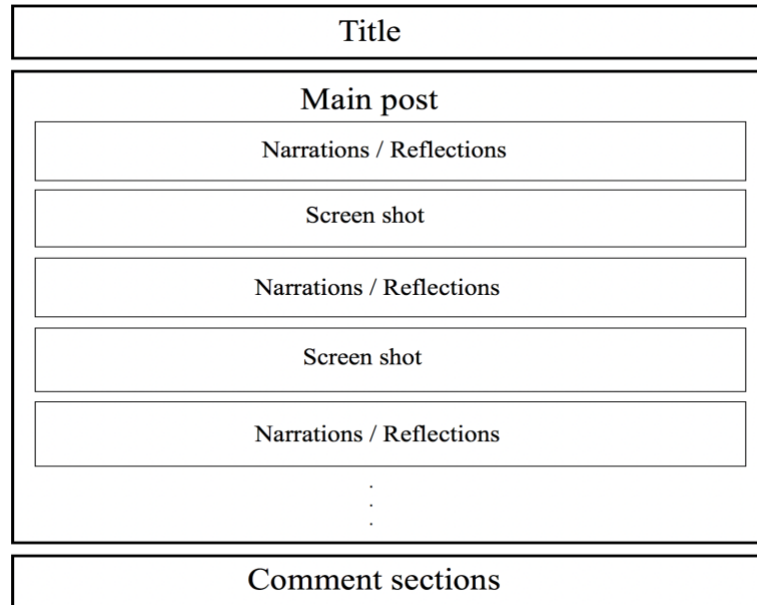 Title
Main post
Narrations / Reflections
Screen shot
Narrations / Reflections
Screen shot
Narrations / Reflections
.
.
.
Comment sections